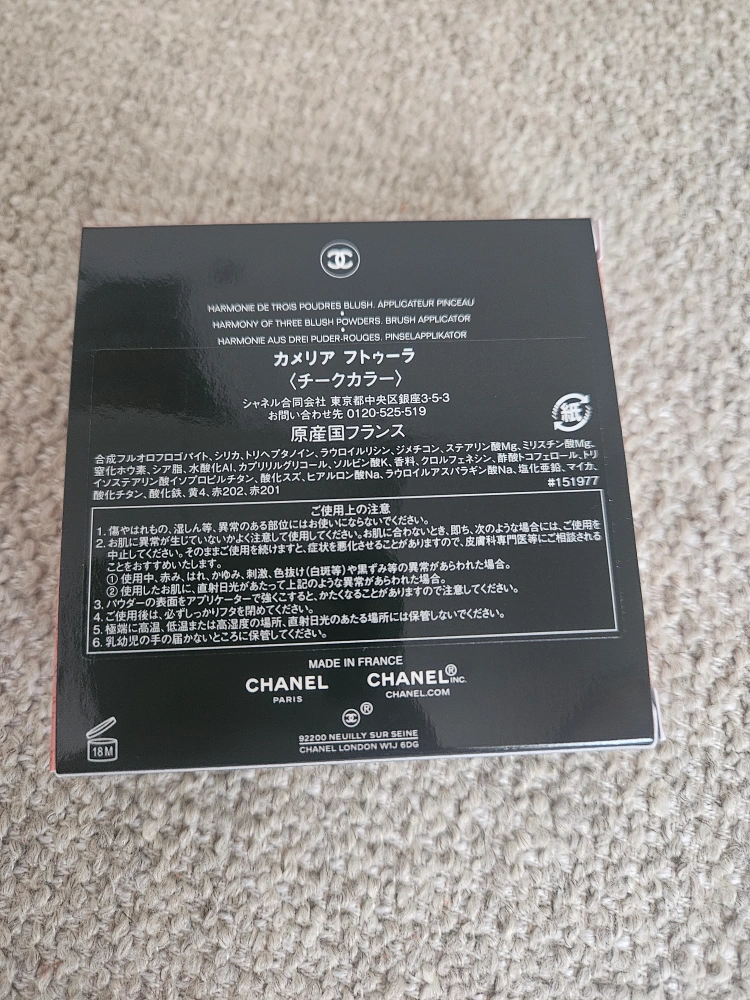 HARMONIE DE TROIS POUDRES BLUSH. APPLICATEUR PINCEAU
HARMONY OF THREE BLUSH POWDERS. BRUSH APPLICATOR
HARMONIE AUS DREI PUDER-ROUGES. PINSELAPPLIKATOR
カメリア フトゥーラ
〈チークカラー〉
シャネル合同会社 東京都中央区銀座3-5-3
お問い合わせ先 0120-525-519
原産国フランス
紙
合成フルオロフロゴパイト、シリカ、トリヘプタノイン、ラウロイルリシン、ジメチコン、ステアリン酸Mg、ミリスチン酸Mg、
窒化ホウ素、シア脂、水酸化Al、カプリリルグリコール、ソルビン酸K、香料、クロルフェネシン、酢酸トコフェロール、トリ
イソステアリン酸イソプロピルチタン、酸化スズ、ヒアルロン酸Na、ラウロイルアスパラギン酸Na、塩化亜鉛、マイカ、
酸化チタン、酸化鉄、黄4、赤202、赤201
#151977
ご使用上の注意
1. 傷やはれもの、湿しん等、異常のある部位にはお使いにならないでください。
2. お肌に異常が生じていないかよく注意して使用してください。お肌に合わないとき、即ち、次のような場合には、ご使用を
中止してください。そのままご使用を続けますと、症状を悪化させることがありますので、皮膚科専門医等にご相談される
ことをおすすめいたします。
① 使用中、赤み、はれ、かゆみ、刺激、色抜け(白斑等)や黒ずみ等の異常があらわれた場合。
② 使用したお肌に、直射日光があたって上記のような異常があらわれた場合。
3. パウダーの表面をアプリケーターで強くこすると、かたくなることがありますので注意してください。
4. ご使用後は、必ずしっかりフタを閉めてください。
5. 極端に高温、低温または高湿度の場所、直射日光のあたる場所には保管しないでください。
6. 乳幼児の手の届かないところに保管してください。
MADE IN FRANCE
CHANEL
PARIS
CHANEL® INC.
CHANEL.COM
®
18M
92200 NEUILLY SUR SEINE
CHANEL LONDON W1J 6DG